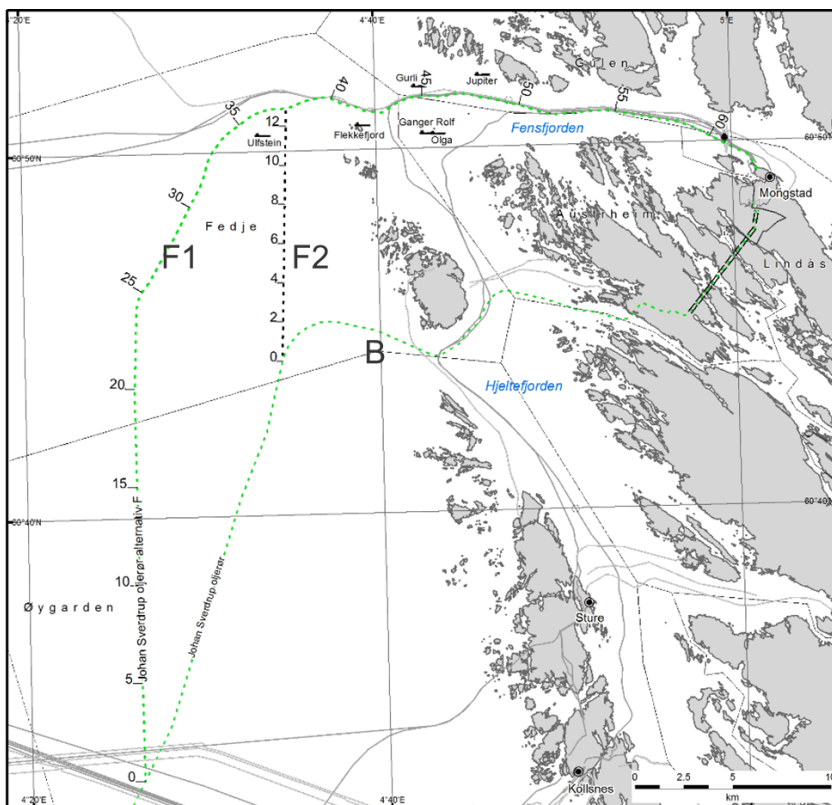 4°20'E
4°40'E
5°E
Gulen
40
Gurli
45
Jupiter
50
55
60
35
12
Ulfstein
Flekkefjord
Ganger Rolf
Olga
Fensfjorden
60°50'N
60°50'N
10
Mongstad
30
8
Fedje
Austrheim
6
F1
F2
Lindås
25
4
2
0
B
Hjeltefjorden
20
15
60°40'N
60°40'N
Johan Sverdrup oljerør alternativ F
Johan Sverdrup oljerør
10
Øygarden
Sture
5
0
Kollsnes
0
2.5
5
10
km
4°20'E
4°40'E